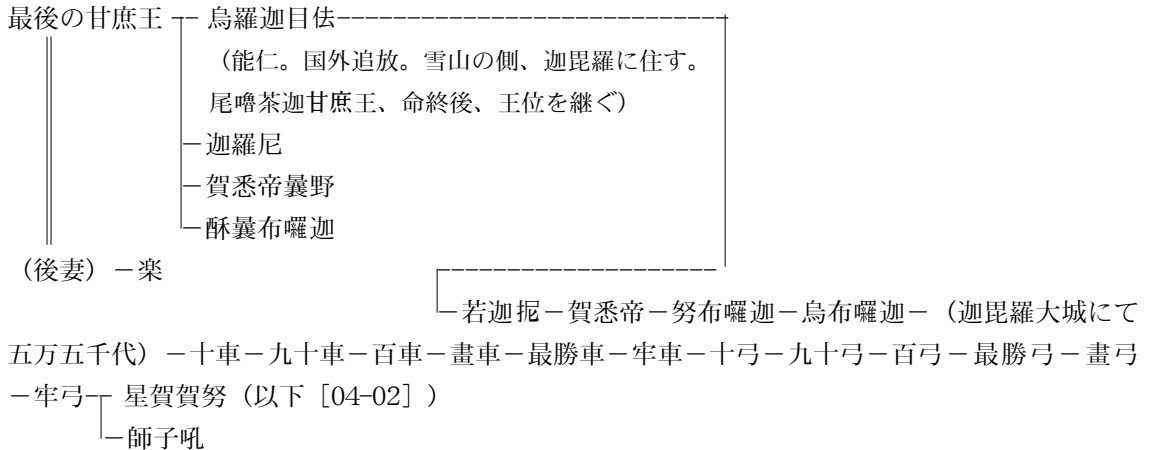 最後の甘庶王 ┬ 烏羅迦目佉
（能仁。国外追放。雪山の側、迦毘羅に住す。
尾嚕茶迦甘庶王、命終後、王位を継ぐ）
－迦羅尼
－賀悉帝曩野
－酥曩布囉迦
（後妻）－楽
－若迦抳－賀悉帝－努布囉迦－烏布囉迦－（迦毘羅大城にて
五万五千代）－十車－九十車－百車－畫車－最勝車－牢車－十弓－九十弓－百弓－最勝弓－畫弓
－牢弓┬ 星賀賀努（以下［04-02］）
－師子吼